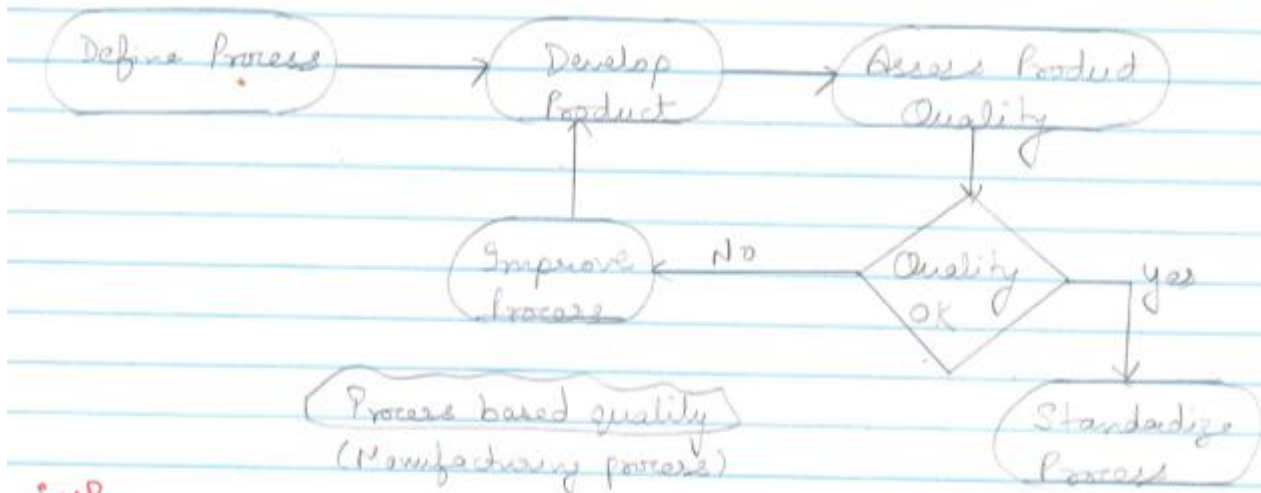 Define Process
Develop
Product
Assess Product
Quality
Improve
Process
No
Quality
OK
Yes
Standardize
Process
Process based quality
(Manufacturing process)